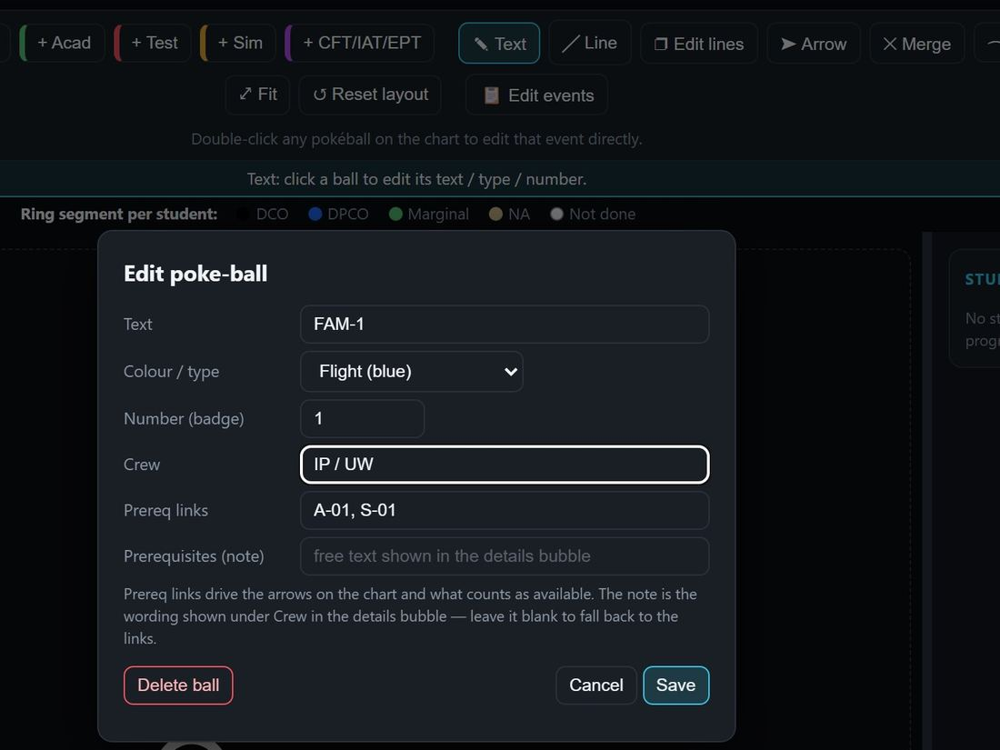 + Acad
+ Test
+ Sim
+ CFT/IAT/EPT
Text
Line
Edit lines
Arrow
Merge
Fit
Reset layout
Edit events
Double-click any pokéball on the chart to edit that event directly.
Text: click a ball to edit its text / type / number.
Ring segment per student:
DCO
DPCO
Marginal
NA
Not done
Edit poke-ball
Text
FAM-1
Colour / type
Flight (blue)
Number (badge)
1
Crew
IP / UW
Prereq links
A-01, S-01
Prerequisites (note)
free text shown in the details bubble
Prereq links drive the arrows on the chart and what counts as available. The note is the
wording shown under Crew in the details bubble — leave it blank to fall back to the
links.
Delete ball
Cancel
Save
STU
No st
progr